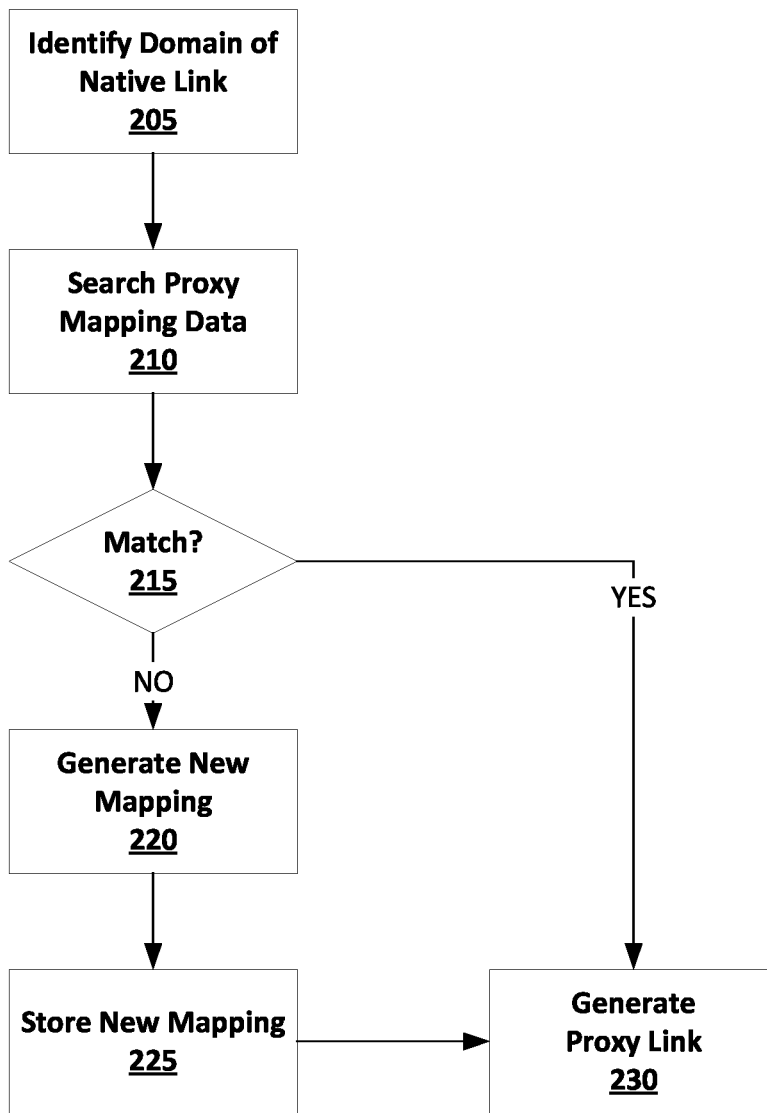 Identify Domain of
Native Link
205
Search Proxy
Mapping Data
210
Match?
215
YES
NO
Generate New
Mapping
220
Store New Mapping
225
Generate
Proxy Link
230